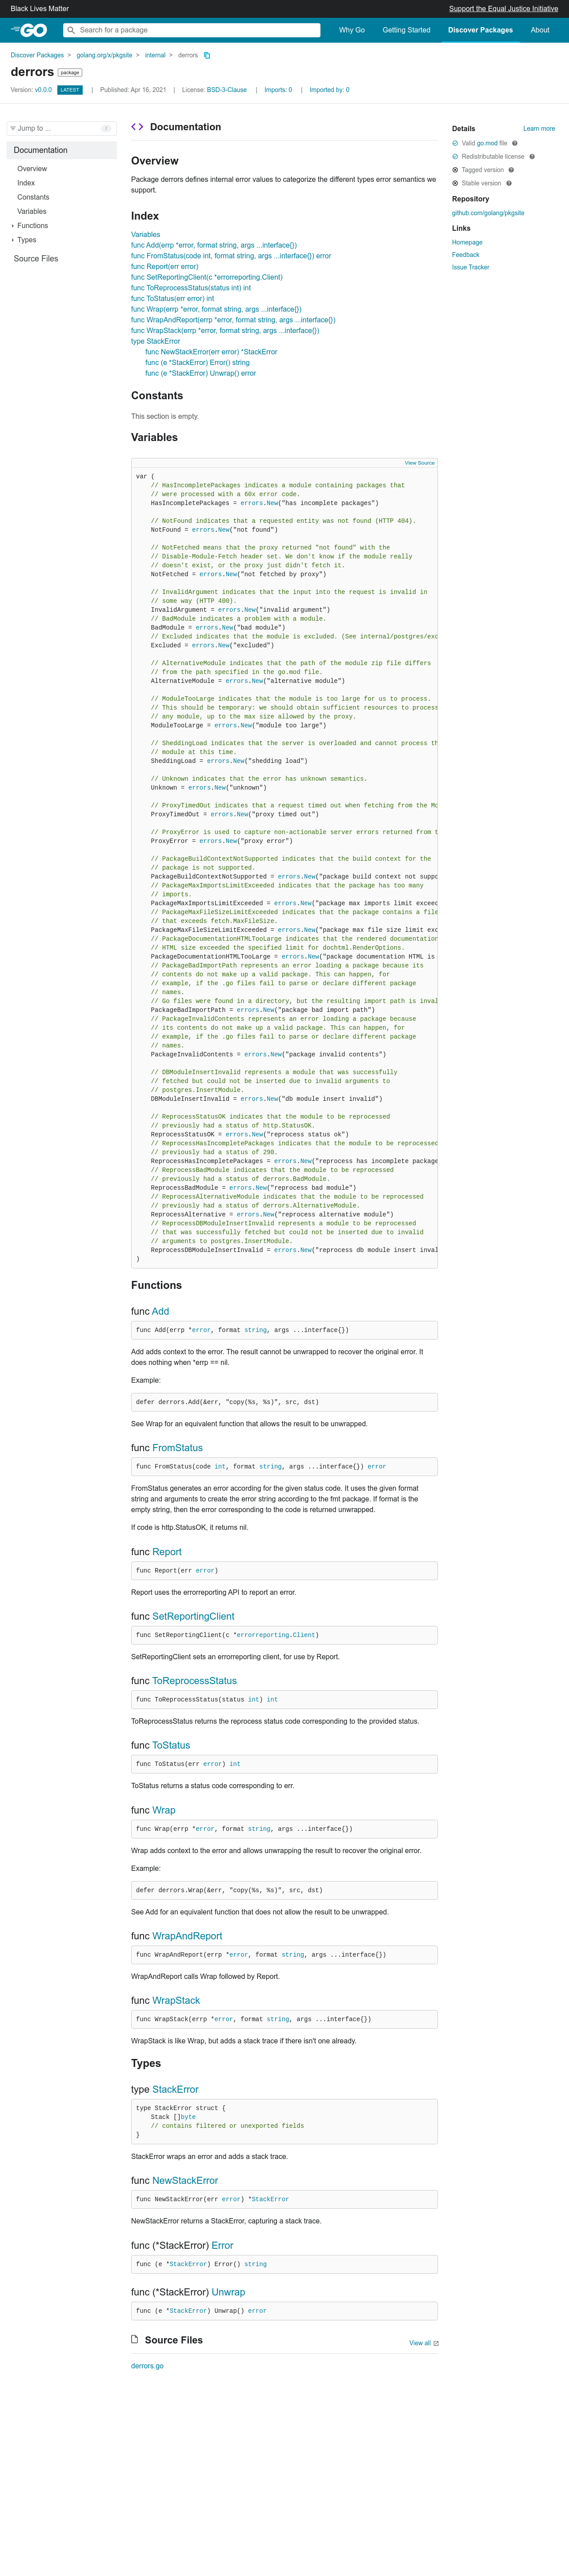 Black Lives Matter
Support the Equal Justice Initiative
GO
Search for a package
Why Go
Getting Started
Discover Packages
About
Discover Packages > golang.org/x/pkgsite > internal > derrors
derrors package
Version: v0.0.0 LATEST | Published: Apr 16, 2021 | License: BSD-3-Clause | Imports: 0 | Imported by: 0
Jump to ...
Documentation
Overview
Index
Constants
Variables
Functions
Types
Source Files
Documentation
Overview
Package derrors defines internal error values to categorize the different types error semantics we
support.
Index
Variables
func Add(errp *error, format string, args ...interface{})
func FromStatus(code int, format string, args ...interface{}) error
func Report(err error)
func SetReportingClient(c *errorreporting.Client)
func ToReprocessStatus(status int) int
func ToStatus(err error) int
func Wrap(errp *error, format string, args ...interface{})
func WrapAndReport(errp *error, format string, args ...interface{})
func WrapStack(errp *error, format string, args ...interface{})
type StackError
func NewStackError(err error) *StackError
func (e *StackError) Error() string
func (e *StackError) Unwrap() error
Constants
This section is empty.
Variables
View Source
var (
// HasIncompletePackages indicates a module containing packages that
// were processed with a 60x error code.
HasIncompletePackages = errors.New("has incomplete packages")
// NotFound indicates that a requested entity was not found (HTTP 404).
NotFound = errors.New("not found")
// NotFetched means that the proxy returned "not found" with the
// Disable-Module-Fetch header set. We don't know if the module really
// doesn't exist, or the proxy just didn't fetch it.
NotFetched = errors.New("not fetched by proxy")
// InvalidArgument indicates that the input into the request is invalid in
// some way (HTTP 400).
InvalidArgument = errors.New("invalid argument")
// BadModule indicates a problem with a module.
BadModule = errors.New("bad module")
// Excluded indicates that the module is excluded. (See internal/postgres/exc
Excluded = errors.New("excluded")
// AlternativeModule indicates that the path of the module zip file differs
// from the path specified in the go.mod file.
AlternativeModule = errors.New("alternative module")
// ModuleTooLarge indicates that the module is too large for us to process.
// This should be temporary: we should obtain sufficient resources to process
// any module, up to the max size allowed by the proxy.
ModuleTooLarge = errors.New("module too large")
// SheddingLoad indicates that the server is overloaded and cannot process th
// module at this time.
SheddingLoad = errors.New("shedding load")
// Unknown indicates that the error has unknown semantics.
Unknown = errors.New("unknown")
// ProxyTimedOut indicates that a request timed out when fetching from the Mo
ProxyTimedOut = errors.New("proxy timed out")
// ProxyError is used to capture non-actionable server errors returned from t
ProxyError = errors.New("proxy error")
// PackageBuildContextNotSupported indicates that the build context for the
// package is not supported.
PackageBuildContextNotSupported = errors.New("package build context not suppo
// PackageMaxImportsLimitExceeded indicates that the package has too many
// imports.
PackageMaxImportsLimitExceeded = errors.New("package max imports limit exceed
// PackageMaxFileSizeLimitExceeded indicates that the package contains a file
// that exceeds fetch.MaxFileSize.
PackageMaxFileSizeLimitExceeded = errors.New("package max file size limit exc
// PackageDocumentationHTMLTooLarge indicates that the rendered documentation
// HTML size exceeded the specified limit for dochtml.RenderOptions.
PackageDocumentationHTMLTooLarge = errors.New("package documentation HTML is
// PackageBadImportPath represents an error loading a package because its
// contents do not make up a valid package. This can happen, for
// example, if the .go files fail to parse or declare different package
// names.
// Go files were found in a directory, but the resulting import path is inval
PackageBadImportPath = errors.New("package bad import path")
// PackageInvalidContents represents an error loading a package because
// its contents do not make up a valid package. This can happen, for
// example, if the .go files fail to parse or declare different package
// names.
PackageInvalidContents = errors.New("package invalid contents")
// DBModuleInsertInvalid represents a module that was successfully
// fetched but could not be inserted due to invalid arguments to
// postgres.InsertModule.
DBModuleInsertInvalid = errors.New("db module insert invalid")
// ReprocessStatusOK indicates that the module to be reprocessed
// previously had a status of http.StatusOK.
ReprocessStatusOK = errors.New("reprocess status ok")
// ReprocessHasIncompletePackages indicates that the module to be reprocessed
// previously had a status of 290.
ReprocessHasIncompletePackages = errors.New("reprocess has incomplete package
// ReprocessBadModule indicates that the module to be reprocessed
// previously had a status of derrors.BadModule.
ReprocessBadModule = errors.New("reprocess bad module")
// ReprocessAlternativeModule indicates that the module to be reprocessed
// previously had a status of derrors.AlternativeModule.
ReprocessAlternative = errors.New("reprocess alternative module")
// ReprocessDBModuleInsertInvalid represents a module to be reprocessed
// that was successfully fetched but could not be inserted due to invalid
// arguments to postgres.InsertModule.
ReprocessDBModuleInsertInvalid = errors.New("reprocess db module insert inval
)
Functions
func Add
func Add(errp *error, format string, args ...interface{})
Add adds context to the error. The result cannot be unwrapped to recover the original error. It
does nothing when *errp == nil.
Example:
defer derrors.Add(&err, "copy(%s, %s)", src, dst)
See Wrap for an equivalent function that allows the result to be unwrapped.
func FromStatus
func FromStatus(code int, format string, args ...interface{}) error
FromStatus generates an error according for the given status code. It uses the given format
string and arguments to create the error string according to the fmt package. If format is the
empty string, then the error corresponding to the code is returned unwrapped.
If code is http.StatusOK, it returns nil.
func Report
func Report(err error)
Report uses the errorreporting API to report an error.
func SetReportingClient
func SetReportingClient(c *errorreporting.Client)
SetReportingClient sets an errorreporting client, for use by Report.
func ToReprocessStatus
func ToReprocessStatus(status int) int
ToReprocessStatus returns the reprocess status code corresponding to the provided status.
func ToStatus
func ToStatus(err error) int
ToStatus returns a status code corresponding to err.
func Wrap
func Wrap(errp *error, format string, args ...interface{})
Wrap adds context to the error and allows unwrapping the result to recover the original error.
Example:
defer derrors.Wrap(&err, "copy(%s, %s)", src, dst)
See Add for an equivalent function that does not allow the result to be unwrapped.
func WrapAndReport
func WrapAndReport(errp *error, format string, args ...interface{})
WrapAndReport calls Wrap followed by Report.
func WrapStack
func WrapStack(errp *error, format string, args ...interface{})
WrapStack is like Wrap, but adds a stack trace if there isn't one already.
Types
type StackError
type StackError struct {
Stack []byte
// contains filtered or unexported fields
}
StackError wraps an error and adds a stack trace.
func NewStackError
func NewStackError(err error) *StackError
NewStackError returns a StackError, capturing a stack trace.
func (*StackError) Error
func (e *StackError) Error() string
func (*StackError) Unwrap
func (e *StackError) Unwrap() error
Source Files
View all
derrors.go
Details
Learn more
Valid go.mod file
Redistributable license
Tagged version
Stable version
Repository
github.com/golang/pkgsite
Links
Homepage
Feedback
Issue Tracker